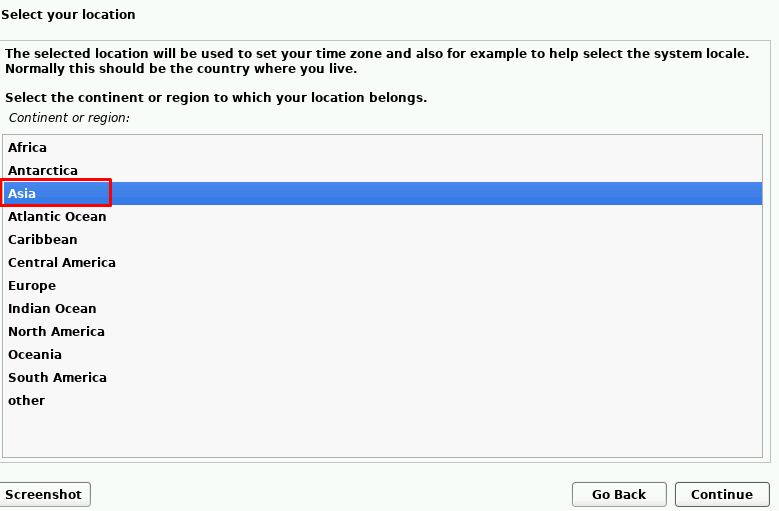 Select your location
The selected location will be used to set your time zone and also for example to help select the system locale.
Normally this should be the country where you live.
Select the continent or region to which your location belongs.
Continent or region:
Africa
Antarctica
Asia
Atlantic Ocean
Caribbean
Central America
Europe
Indian Ocean
North America
Oceania
South America
other
Screenshot
Go Back
Continue